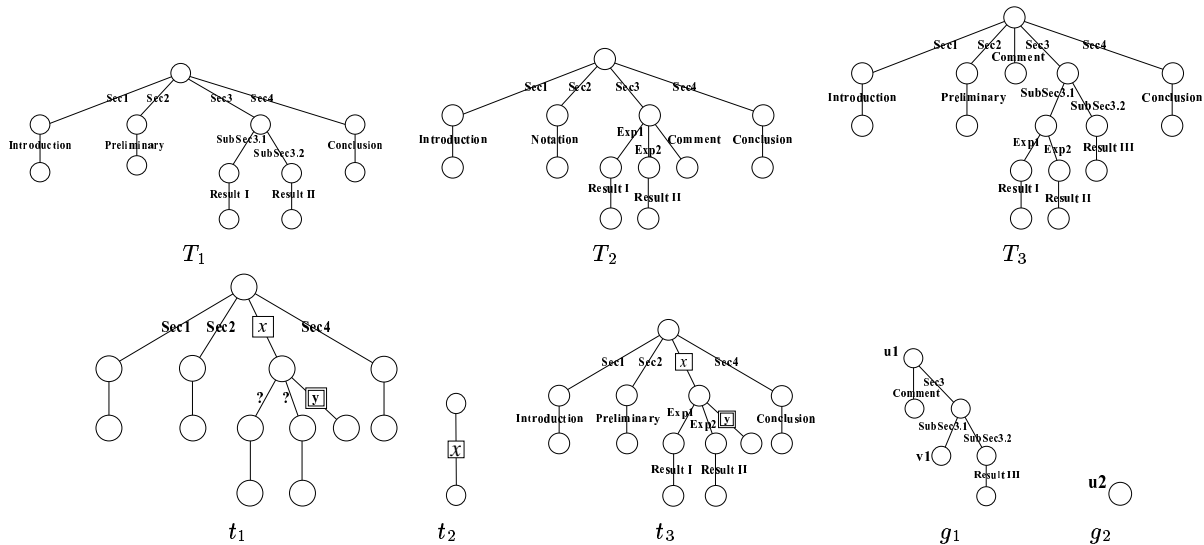 Sec1 Sec2 Sec3 Sec4
Introduction Preliminary SubSec3.1 SubSec3.2 Conclusion
Result I Result II
T1
Sec1 Sec2 Sec3 Sec4
Introduction Notation Exp1 Exp2 Comment Conclusion
Result I Result II
T2
Sec1 Sec2 Comment Sec3 Sec4
Introduction Preliminary SubSec3.1 SubSec3.2 Conclusion
Exp1 Exp2 Result III
Result I Result II
T3
Sec1 Sec2 x Sec4
? ? y
t1
x
t2
Sec1 Sec2 x Sec4
Introduction Preliminary Exp1 Exp2 y Conclusion
Result I Result II
t3
u1
Comment Sec3
SubSec3.1 SubSec3.2
v1
Result III
g1
u2
g2